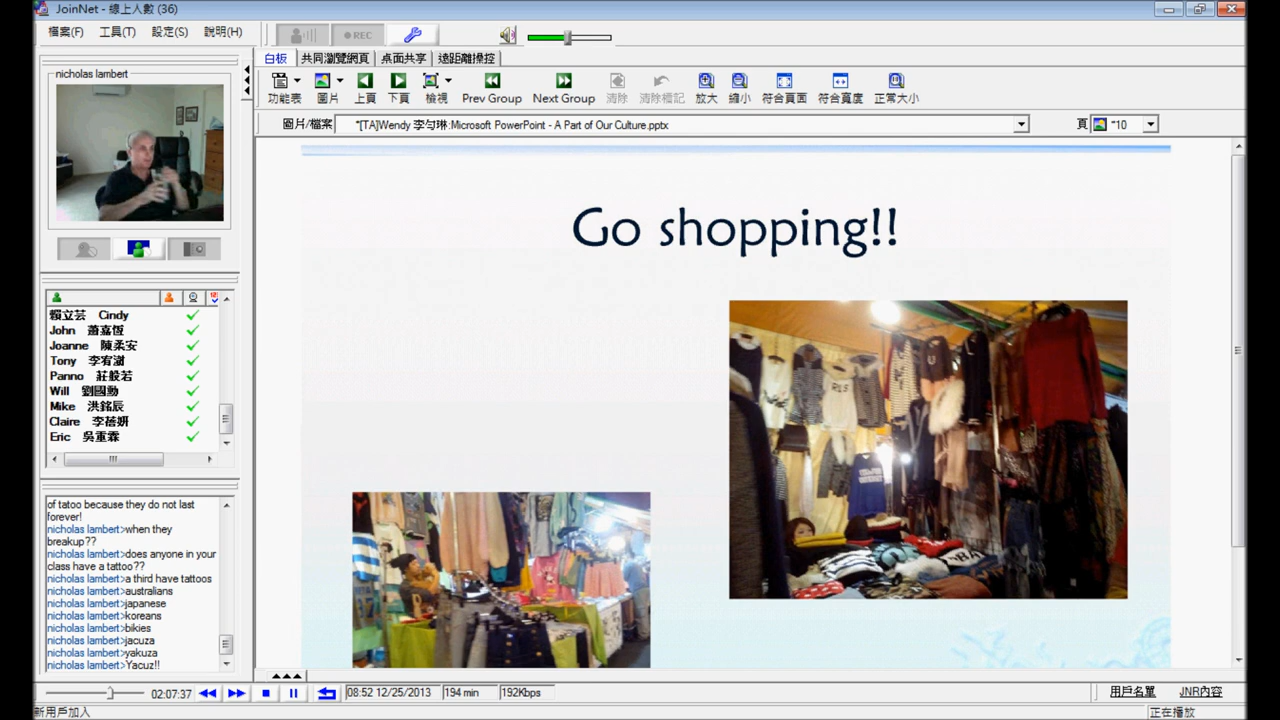 JoinNet - 線上人數 (36)
檔案(F) 工具(T) 設定(S) 說明(H)
REC
nicholas lambert
白板 共同瀏覽網頁 桌面共享 遠距離操控
功能表 圖片 上頁 下頁 檢視 Prev Group Next Group 清除 清除標記 放大 縮小 符合頁面 符合寬度 正常大小
圖片/檔案 *[TA]Wendy 李勻琳:Microsoft PowerPoint - A Part of Our Culture.pptx 頁 *10
Go shopping!!
賴立芸 Cindy
John 蕭嘉恆
Joanne 陳柔安
Tony 李宥澍
Panno 莊般若
Will 劉國勳
Mike 洪銘辰
Claire 李蓓妍
Eric 吳重霖
of tatoo because they do not last
forever!
nicholas lambert>when they
breakup??
nicholas lambert>does anyone in your
class have a tattoo??
nicholas lambert>a third have tattoos
nicholas lambert>australians
nicholas lambert>japanese
nicholas lambert>koreans
nicholas lambert>bikies
nicholas lambert>jacuza
nicholas lambert>yakuza
nicholas lambert>Yacuz!!
02:07:37 08:52 12/25/2013 194 min 192Kbps 用戶名單 JNR內容
新用戶加入 正在播放